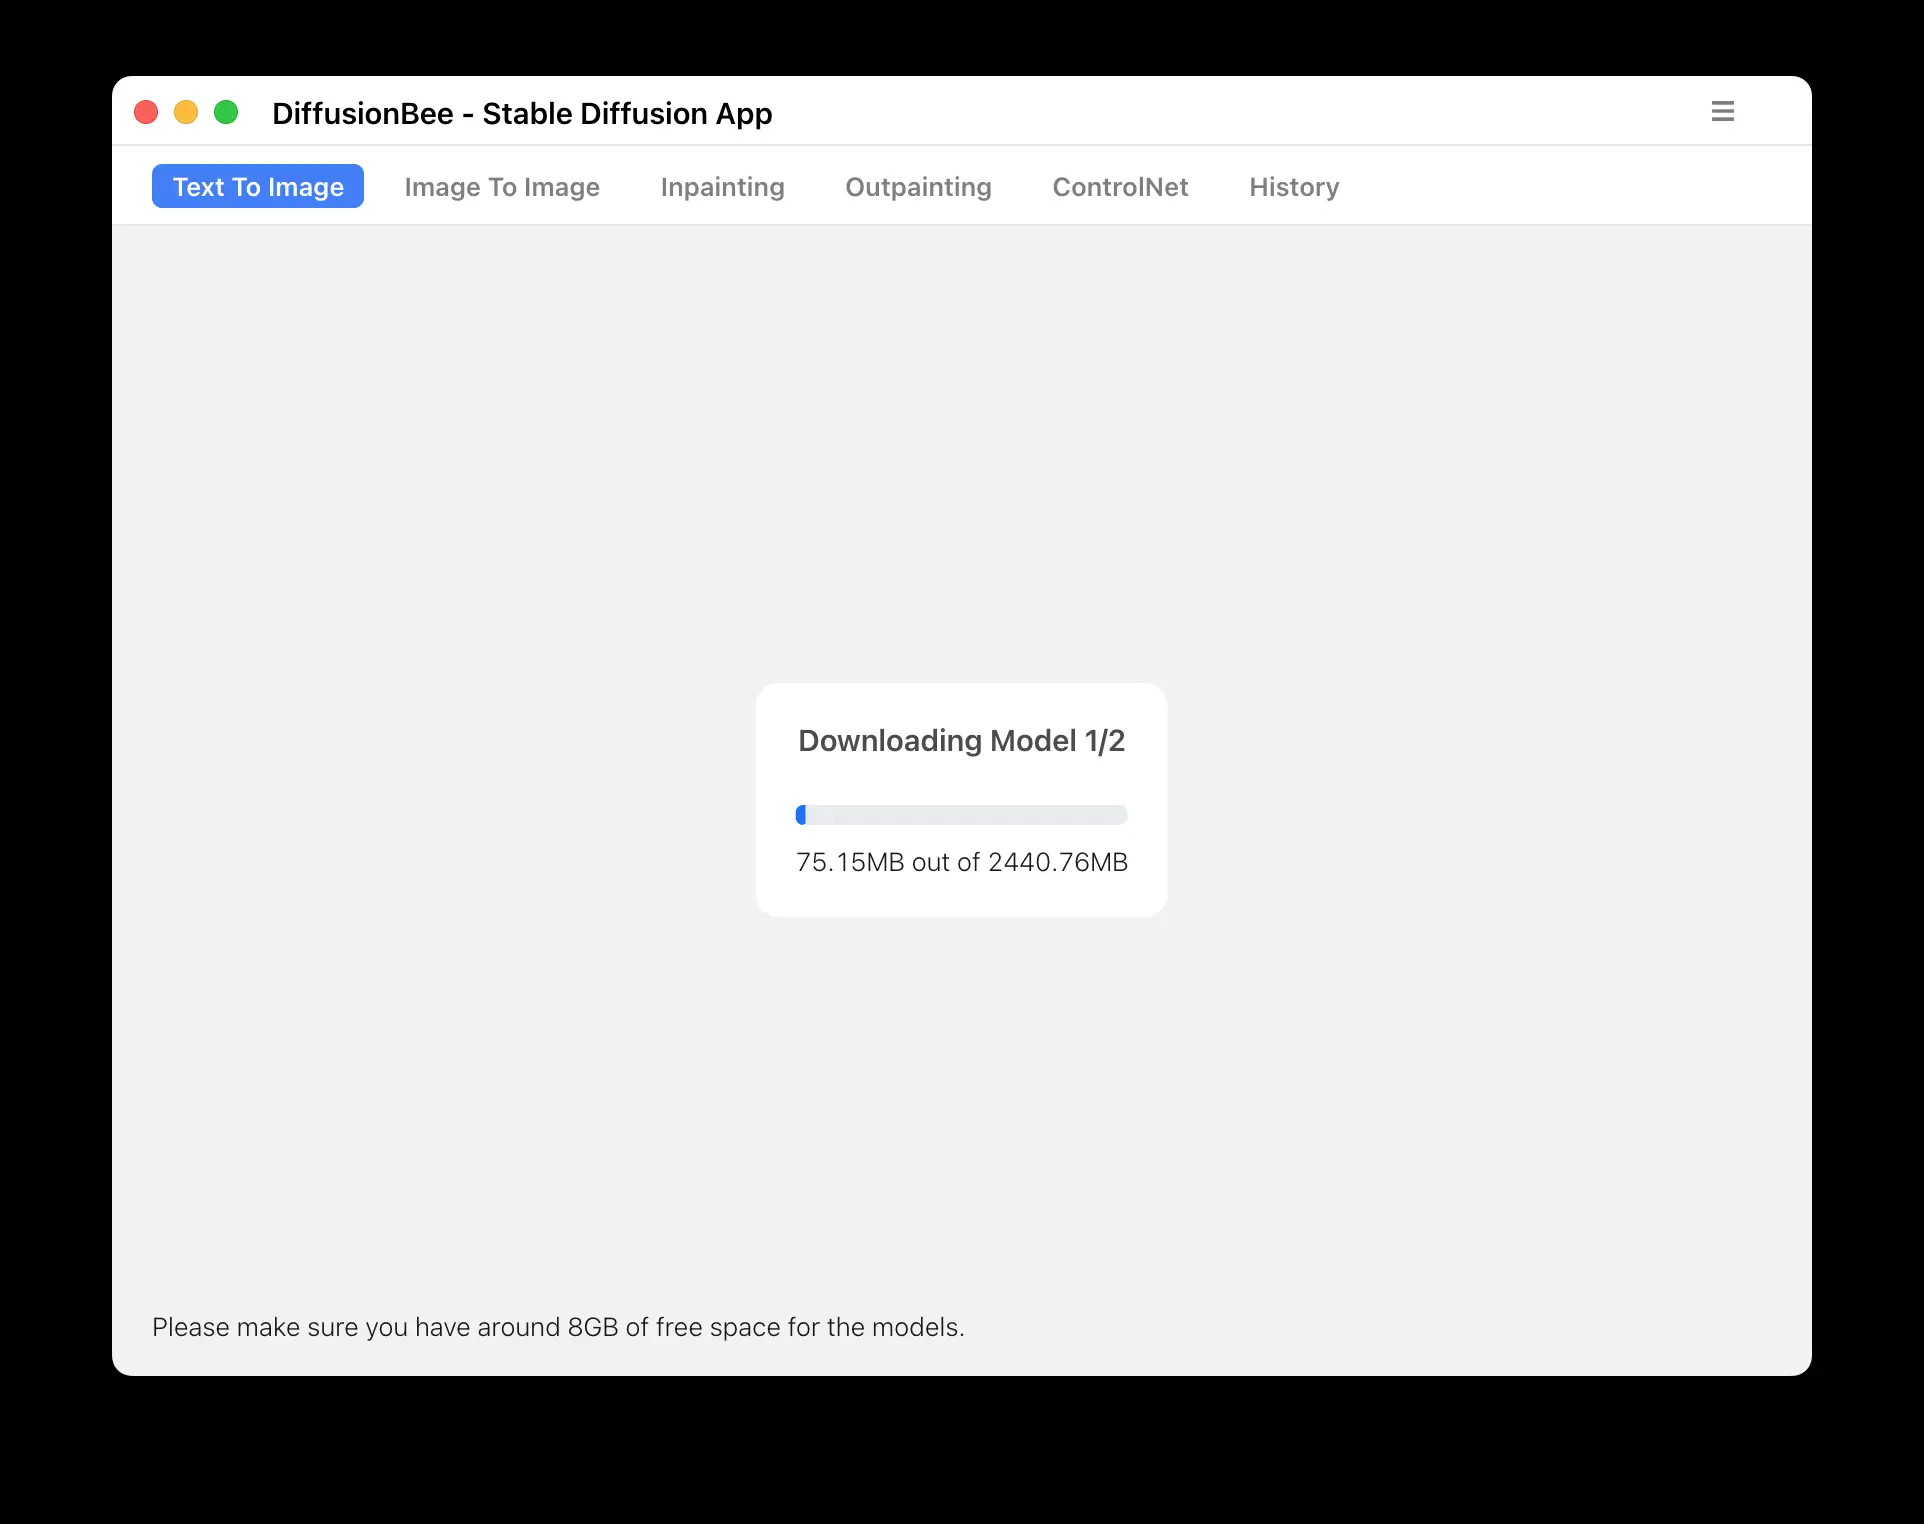 DiffusionBee - Stable Diffusion App
Text To Image Image To Image Inpainting Outpainting ControlNet History
Downloading Model 1/2
75.15MB out of 2440.76MB
Please make sure you have around 8GB of free space for the models.